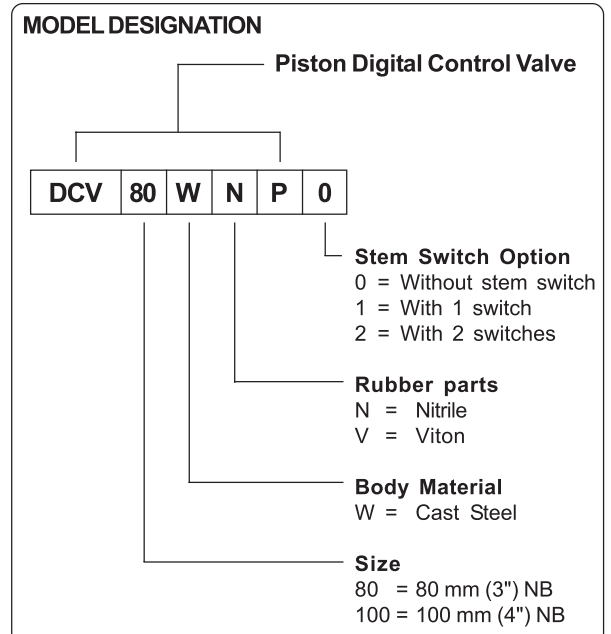 MODEL DESIGNATION
Piston Digital Control Valve
DCV 80 W N P 0
Stem Switch Option
0 = Without stem switch
1 = With 1 switch
2 = With 2 switches
Rubber parts
N = Nitrile
V = Viton
Body Material
W = Cast Steel
Size
80 = 80 mm (3") NB
100 = 100 mm (4") NB